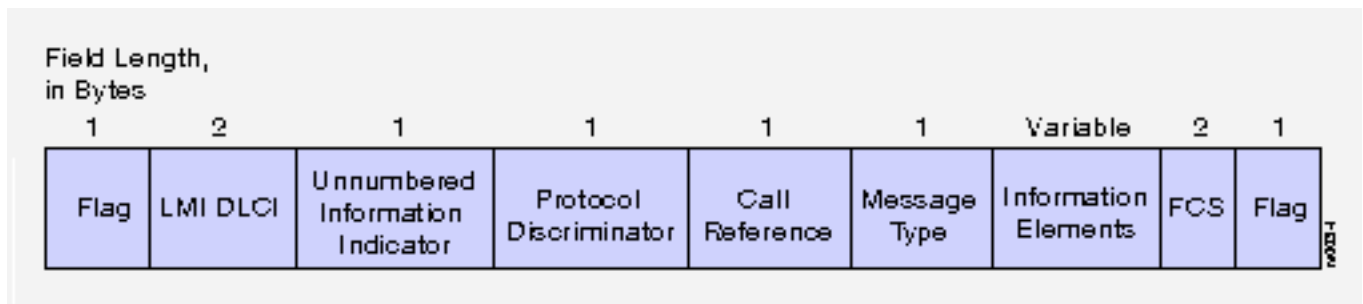 Field Length,
in Bytes
1 2 1 1 1 1 Variable 2 1
Flag LMI DLCI Unnumbered Information Indicator Protocol Discriminator Call Reference Message Type Information Elements FCS Flag